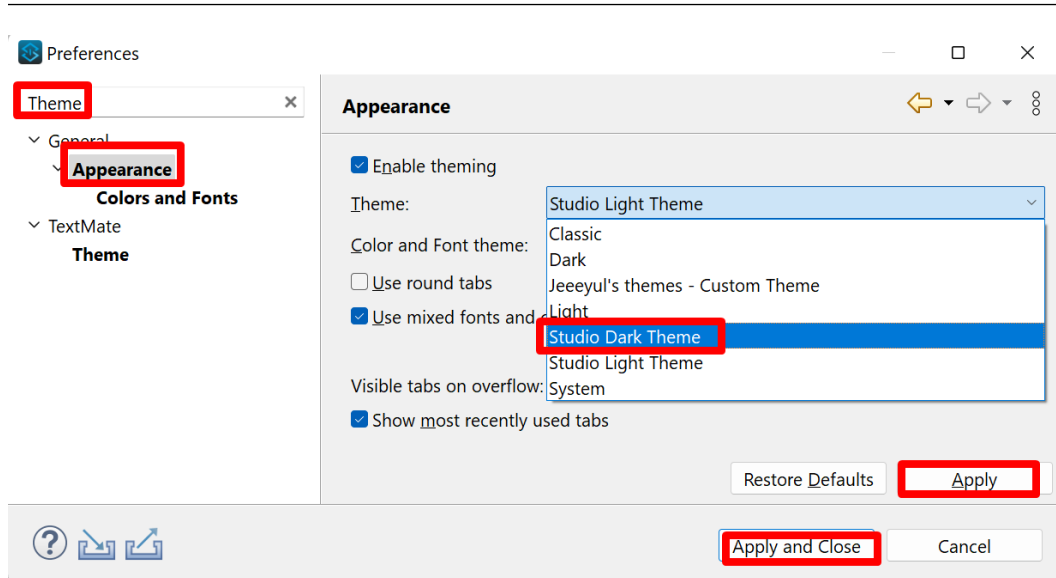 Preferences
Theme
General
Appearance
Colors and Fonts
TextMate
Theme
Appearance
Enable theming
Theme: Studio Light Theme
Classic
Dark
Jeeeyul's themes - Custom Theme
Light
Studio Dark Theme
Studio Light Theme
System
Color and Font theme:
Use round tabs
Use mixed fonts and
Visible tabs on overflow:
Show most recently used tabs
Restore Defaults Apply
Apply and Close Cancel